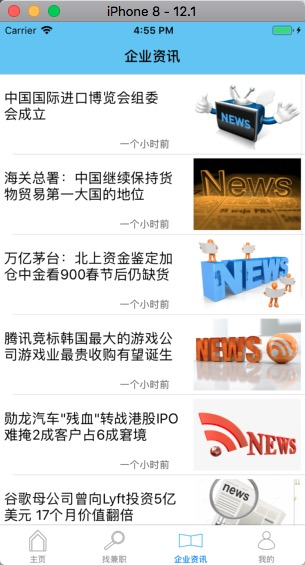 iPhone 8 - 12.1
Carrier 4:55 PM
企业资讯
中国国际进口博览会组委
会成立
NEWS
一个小时前
海关总署：中国继续保持货
物贸易第一大国的地位
News
一个小时前
万亿茅台：北上资金鉴定加
仓中金看900春节后仍缺货
NEWS
一个小时前
腾讯竞标韩国最大的游戏公
司游戏业最贵收购有望诞生
NEWS
一个小时前
勋龙汽车"残血"转战港股IPO
难掩2成客户占6成窘境
NEWS
一个小时前
谷歌母公司曾向Lyft投资5亿
美元 17个月价值翻倍
news
主页 找兼职 企业资讯 我的